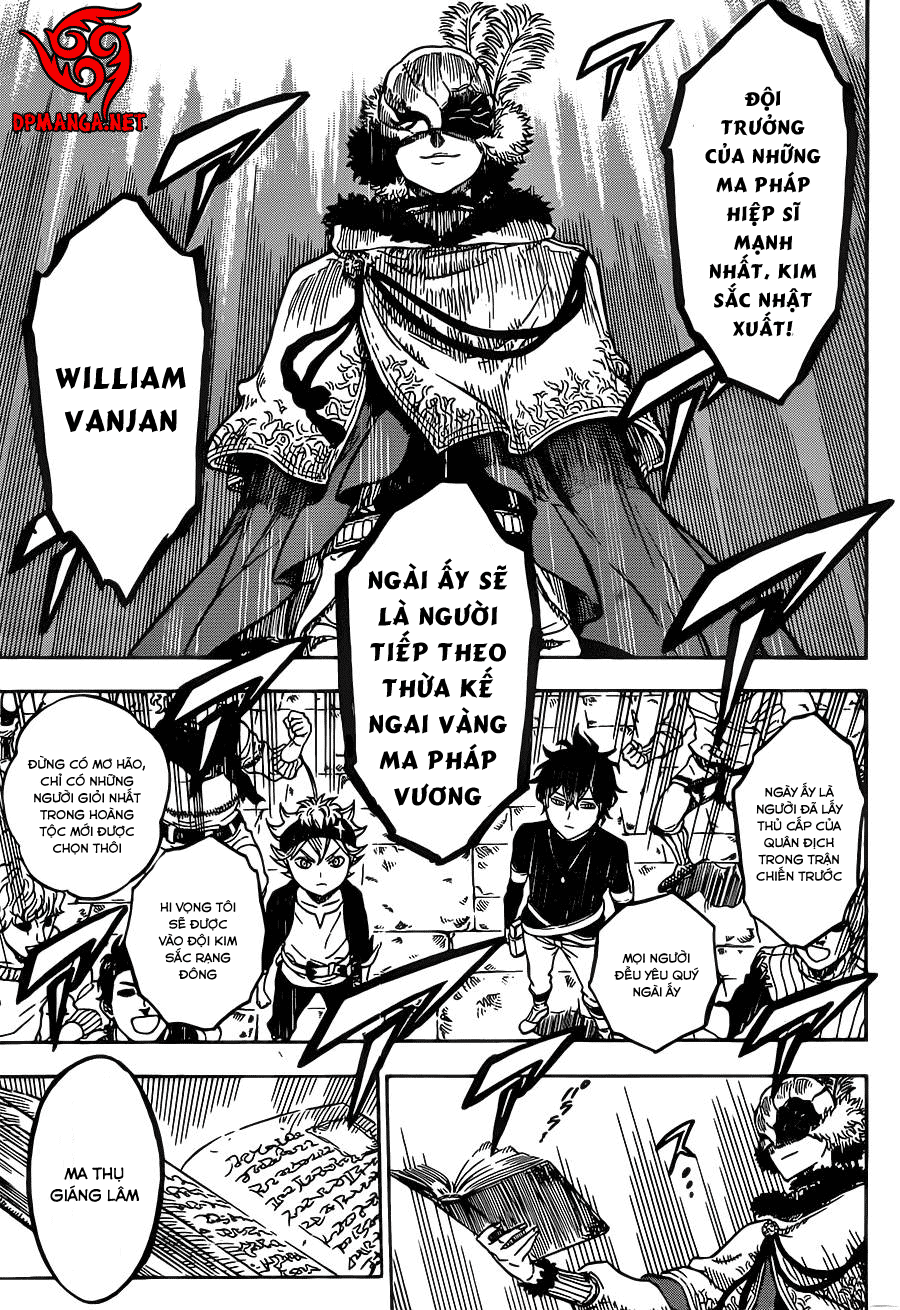 DPMANGA.NET
ĐỘI
TRƯỞNG
CỦA NHỮNG
MA PHÁP
HIỆP SĨ
MẠNH
NHẤT, KIM
SẮC NHẬT
XUẤT!
WILLIAM
VANJAN
NGÀI ẤY SẼ
LÀ NGƯỜI
TIẾP THEO
THỪA KẾ
NGAI VÀNG
MA PHÁP
VƯƠNG
NGÀY ẤY LÀ
NGƯỜI ĐÃ LẤY
THỦ CẤP CỦA
QUÂN ĐỊCH
TRONG TRẬN
CHIẾN TRƯỚC
MỌI NGƯỜI
ĐỀU YÊU QUÝ
NGÀI ẤY
ĐỪNG CÓ MƠ HÃO,
CHỈ CÓ NHỮNG
NGƯỜI GIỎI NHẤT
TRONG HOÀNG
TỘC MỚI ĐƯỢC
CHỌN THÔI
HI VỌNG TÔI
SẼ ĐƯỢC
VÀO ĐỘI KIM
SẮC RẠNG
ĐÔNG
MA THỤ
GIÁNG LÂM